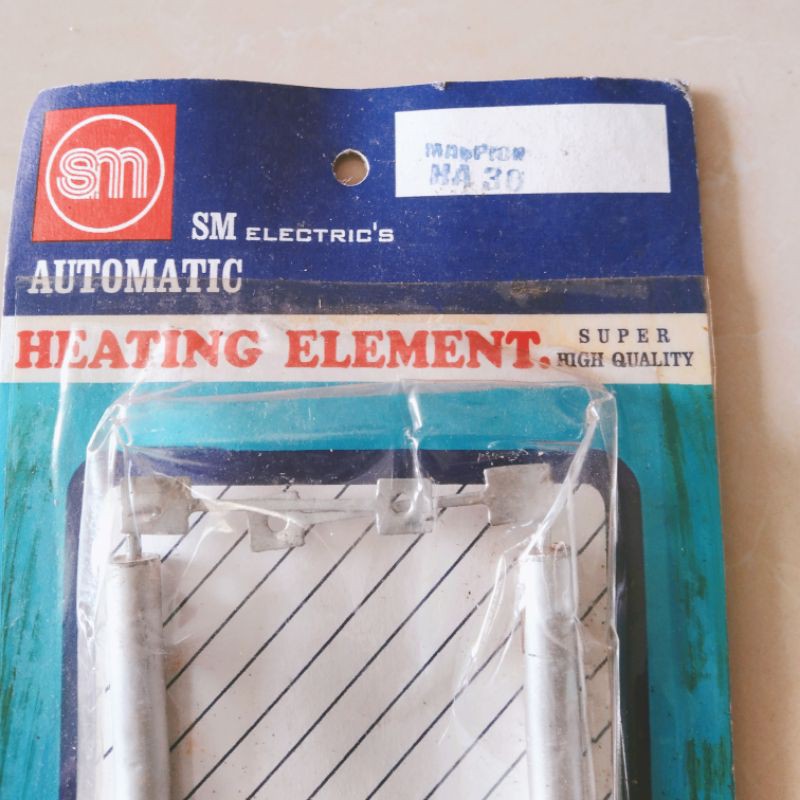 sm
SM ELECTRIC'S
AUTOMATIC
NA 30
HEATING ELEMENT.
SUPER
HIGH QUALITY